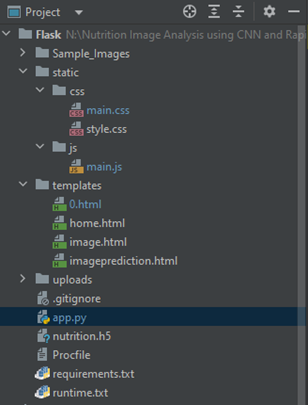 Project
Flask N:\Nutrition Image Analysis using CNN and Rapi
Sample_Images
static
css
main.css
style.css
js
main.js
templates
0.html
home.html
image.html
imageprediction.html
uploads
.gitignore
app.py
nutrition.h5
Procfile
requirements.txt
runtime.txt